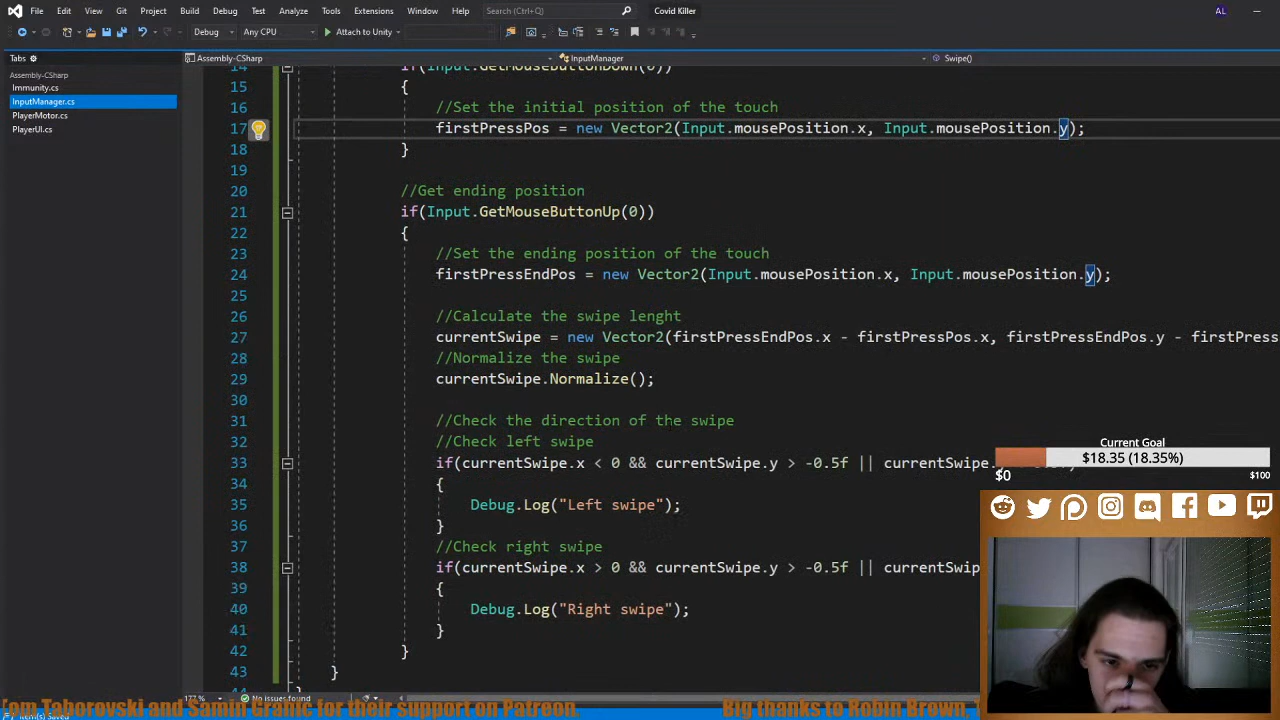 File Edit View Git Project Build Debug Test Analyze Tools Extensions Window Help Search (Ctrl+Q) Covid Killer AL
Debug Any CPU Attach to Unity
Tabs Assembly-CSharp InputManager Swipe()
Assembly-CSharp
Immunity.cs
InputManager.cs
PlayerMotor.cs
PlayerUI.cs
14 if(Input.GetMouseButtonDown(0))
15 {
16 //Set the initial position of the touch
17 firstPressPos = new Vector2(Input.mousePosition.x, Input.mousePosition.y);
18 }
19
20 //Get ending position
21 if(Input.GetMouseButtonUp(0))
22 {
23 //Set the ending position of the touch
24 firstPressEndPos = new Vector2(Input.mousePosition.x, Input.mousePosition.y);
25
26 //Calculate the swipe lenght
27 currentSwipe = new Vector2(firstPressEndPos.x - firstPressPos.x, firstPressEndPos.y - firstPress
28 //Normalize the swipe
29 currentSwipe.Normalize();
30
31 //Check the direction of the swipe
32 //Check left swipe
33 if(currentSwipe.x < 0 && currentSwipe.y > -0.5f || currentSwipe.
34 {
35 Debug.Log("Left swipe");
36 }
37 //Check right swipe
38 if(currentSwipe.x > 0 && currentSwipe.y > -0.5f || currentSwip
39 {
40 Debug.Log("Right swipe");
41 }
42 }
43 }
44
Current Goal
$18.35 (18.35%)
$0 $100
177 % No issues found
Tom Taborovski and Samin Granic for their support on Patreon. Big thanks to Robin Brown,
Item(s) Saved